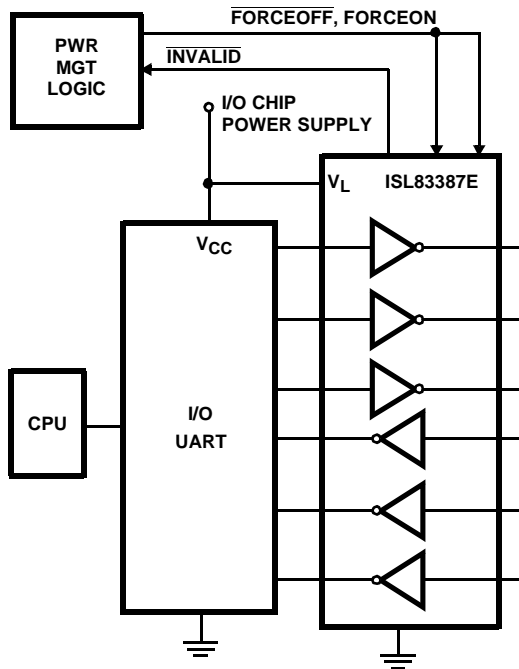 FORCEOFF, FORCEON
PWR
MGT
LOGIC
INVALID
I/O CHIP
POWER SUPPLY
VL
ISL83387E
VCC
CPU
I/O
UART